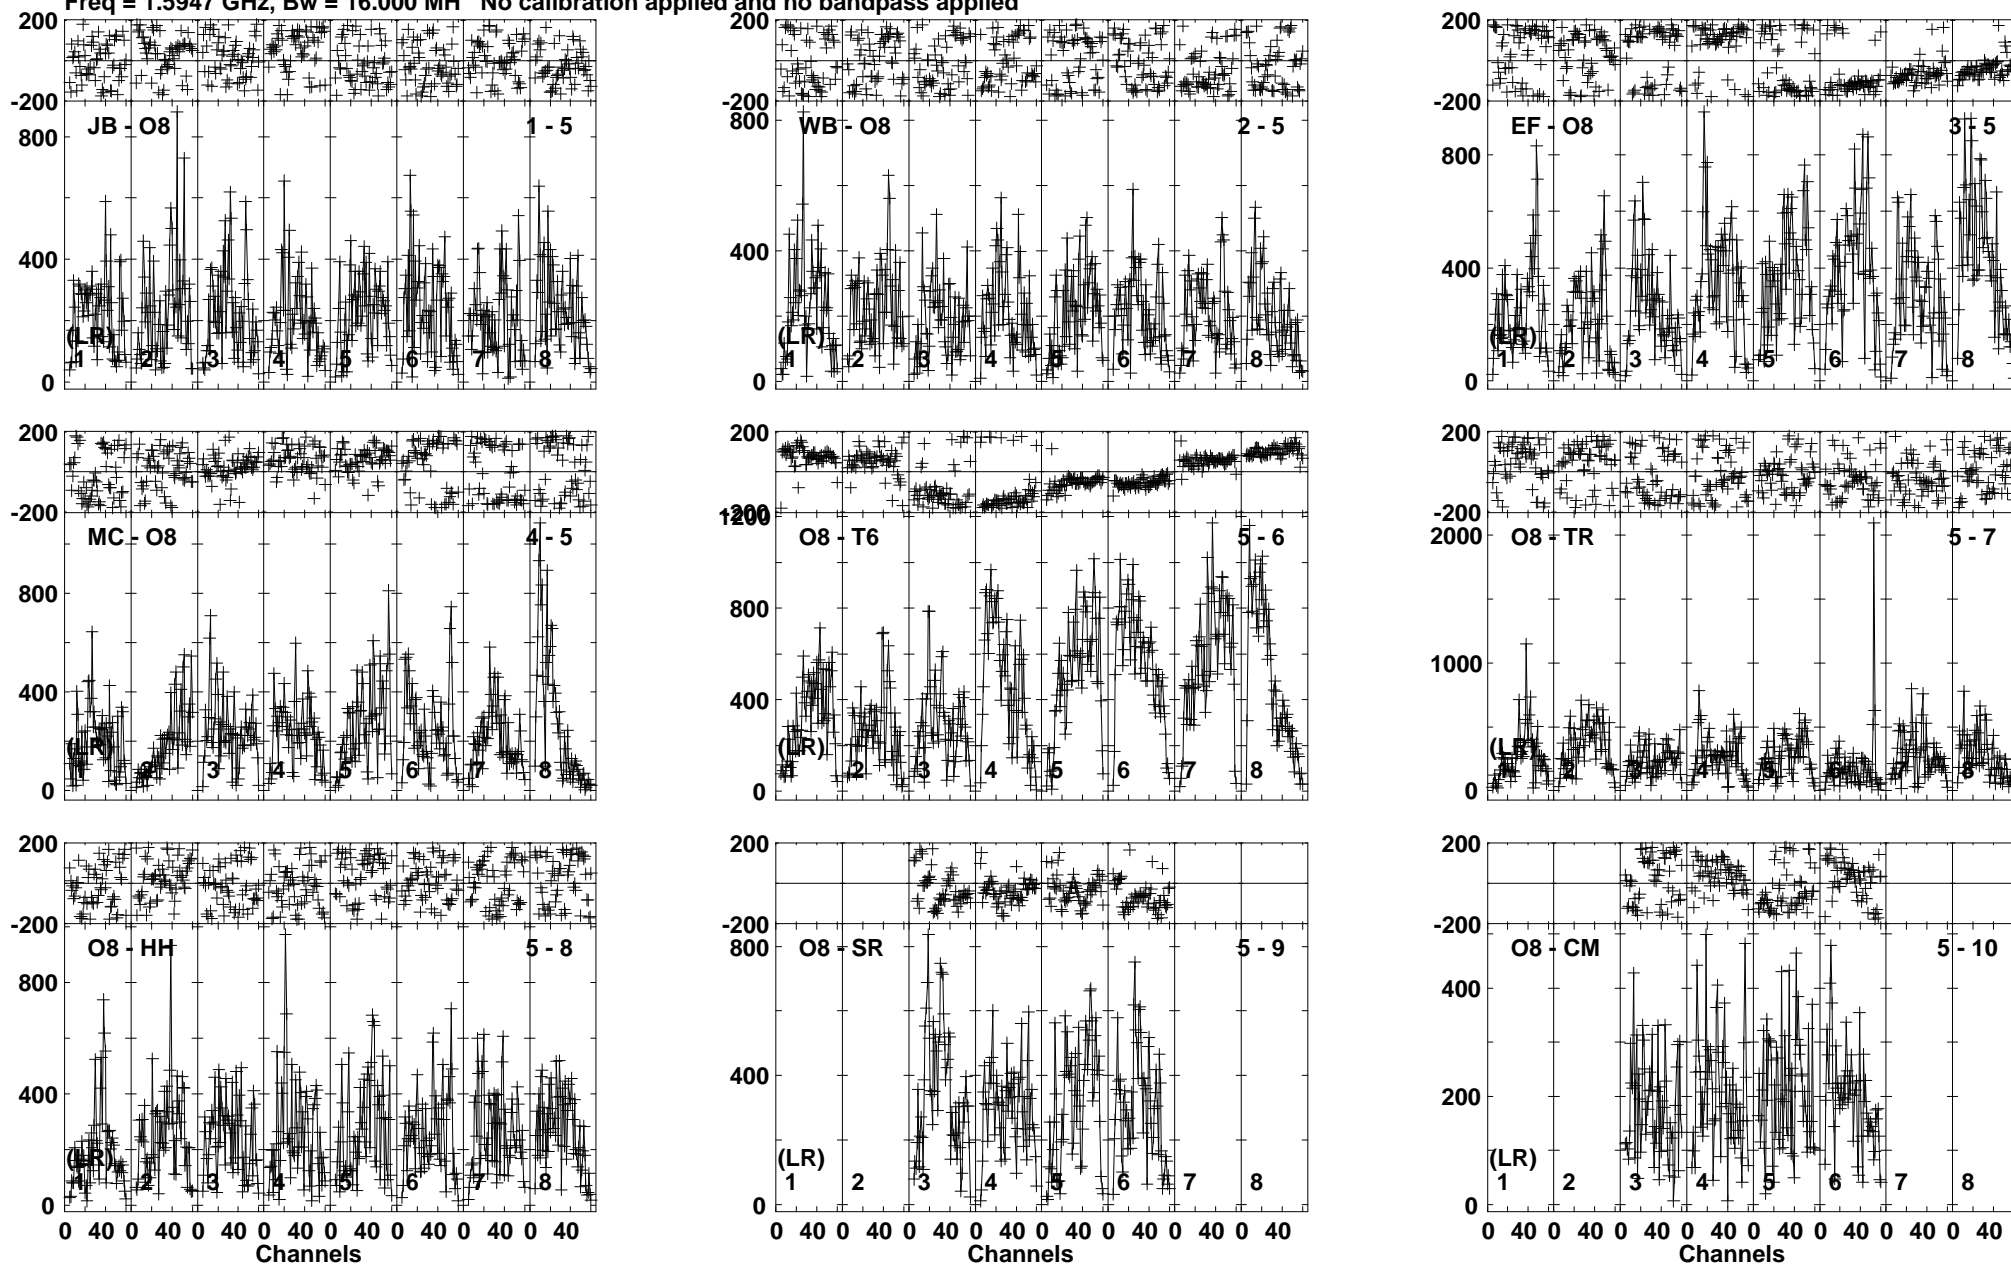 Freq = 1.5947 GHz, Bw = 16.000 MH No calibration applied and no bandpass applied
200
-200
JB - O8 1 - 5
800
400
0
(LR)
1 2 3 4 5 6 7 8
200
-200
WB - O8 2 - 5
800
400
0
(LR)
1 2 3 4 5 6 7 8
200
-200
EF - O8 3 - 5
800
400
0
(LR)
1 2 3 4 5 6 7 8
200
-200
MC - O8 4 - 5
800
400
0
(LR)
1 2 3 4 5 6 7 8
200
-200
1200
O8 - T6 5 - 6
800
400
0
(LR)
1 2 3 4 5 6 7 8
200
-200
O8 - TR 5 - 7
2000
1000
0
(LR)
1 2 3 4 5 6 7 8
200
-200
O8 - HH 5 - 8
800
400
0
(LR)
1 2 3 4 5 6 7 8
0 40 0 40 0 40 0 40 0 40 0 40 0 40 0 40
Channels
200
-200
O8 - SR 5 - 9
800
400
0
(LR)
1 2 3 4 5 6 7 8
0 40 0 40 0 40 0 40 0 40 0 40 0 40 0 40
Channels
200
-200
O8 - CM 5 - 10
400
200
0
(LR)
1 2 3 4 5 6 7 8
0 40 0 40 0 40 0 40 0 40 0 40 0 40 0 40
Channels